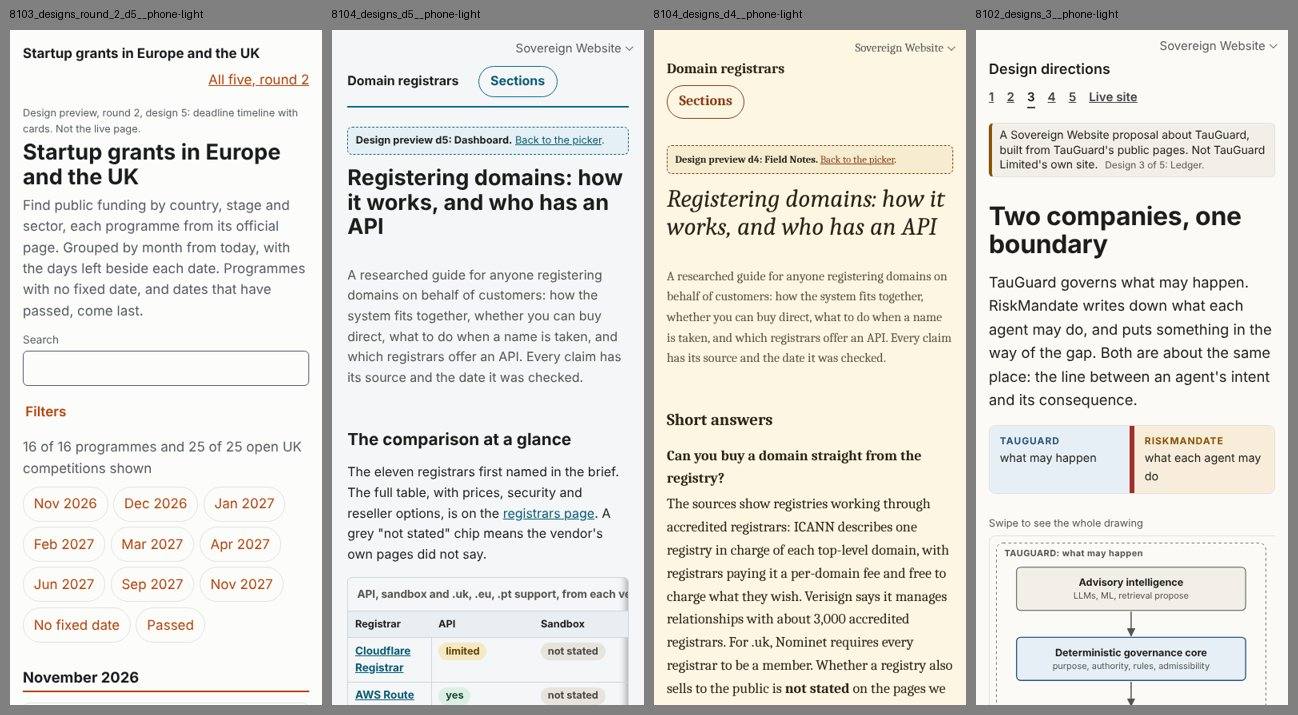 8103_designs_round_2_d5__phone-light
Startup grants in Europe and the UK
All five, round 2
Design preview, round 2, design 5: deadline timeline with
cards. Not the live page.
Startup grants in Europe
and the UK
Find public funding by country, stage and
sector, each programme from its official
page. Grouped by month from today, with
the days left beside each date. Programmes
with no fixed date, and dates that have
passed, come last.
Search
Filters
16 of 16 programmes and 25 of 25 open UK
competitions shown
Nov 2026 Dec 2026 Jan 2027
Feb 2027 Mar 2027 Apr 2027
Jun 2027 Sep 2027 Nov 2027
No fixed date Passed
November 2026
8104_designs_d5__phone-light
Sovereign Website
Domain registrars Sections
Design preview d5: Dashboard. Back to the picker.
Registering domains: how
it works, and who has an
API
A researched guide for anyone registering
domains on behalf of customers: how the
system fits together, whether you can buy
direct, what to do when a name is taken, and
which registrars offer an API. Every claim has
its source and the date it was checked.
The comparison at a glance
The eleven registrars first named in the brief.
The full table, with prices, security and
reseller options, is on the registrars page. A
grey "not stated" chip means the vendor's
own pages did not say.
API, sandbox and .uk, .eu, .pt support, from each ve
Registrar API Sandbox
Cloudflare limited not stated
Registrar
AWS Route yes not stated
8104_designs_d4__phone-light
Sovereign Website
Domain registrars
Sections
Design preview d4: Field Notes. Back to the picker.
Registering domains: how it
works, and who has an API
A researched guide for anyone registering domains on
behalf of customers: how the system fits together,
whether you can buy direct, what to do when a name
is taken, and which registrars offer an API. Every claim
has its source and the date it was checked.
Short answers
Can you buy a domain straight from the
registry?
The sources show registries working through
accredited registrars: ICANN describes one
registry in charge of each top-level domain, with
registrars paying it a per-domain fee and free to
charge what they wish. Verisign says it manages
relationships with about 3,000 accredited
registrars. For .uk, Nominet requires every
registrar to be a member. Whether a registry also
sells to the public is not stated on the pages we
8102_designs_3__phone-light
Sovereign Website
Design directions
1 2 3 4 5 Live site
A Sovereign Website proposal about TauGuard,
built from TauGuard's public pages. Not TauGuard
Limited's own site. Design 3 of 5: Ledger.
Two companies, one
boundary
TauGuard governs what may happen.
RiskMandate writes down what each
agent may do, and puts something in the
way of the gap. Both are about the same
place: the line between an agent's intent
and its consequence.
TAUGUARD RISKMANDATE
what may happen what each agent may
do
Swipe to see the whole drawing
TAUGUARD: what may happen
Advisory intelligence
LLMs, ML, retrieval propose
Deterministic governance core
purpose, authority, rules, admissibility